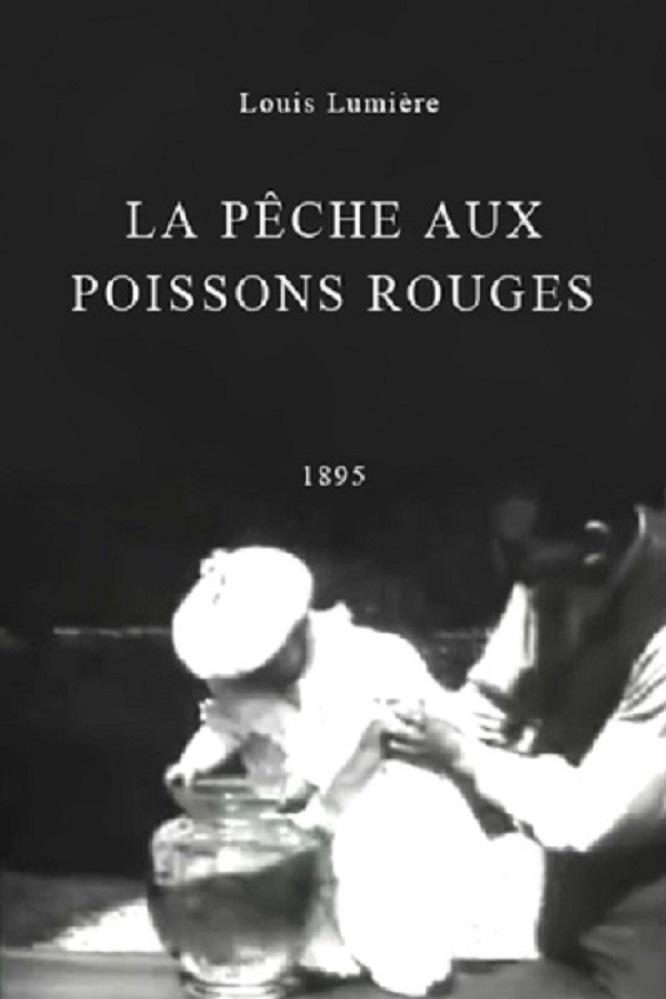 Louis Lumière
LA PÊCHE AUX
POISSONS ROUGES
1895